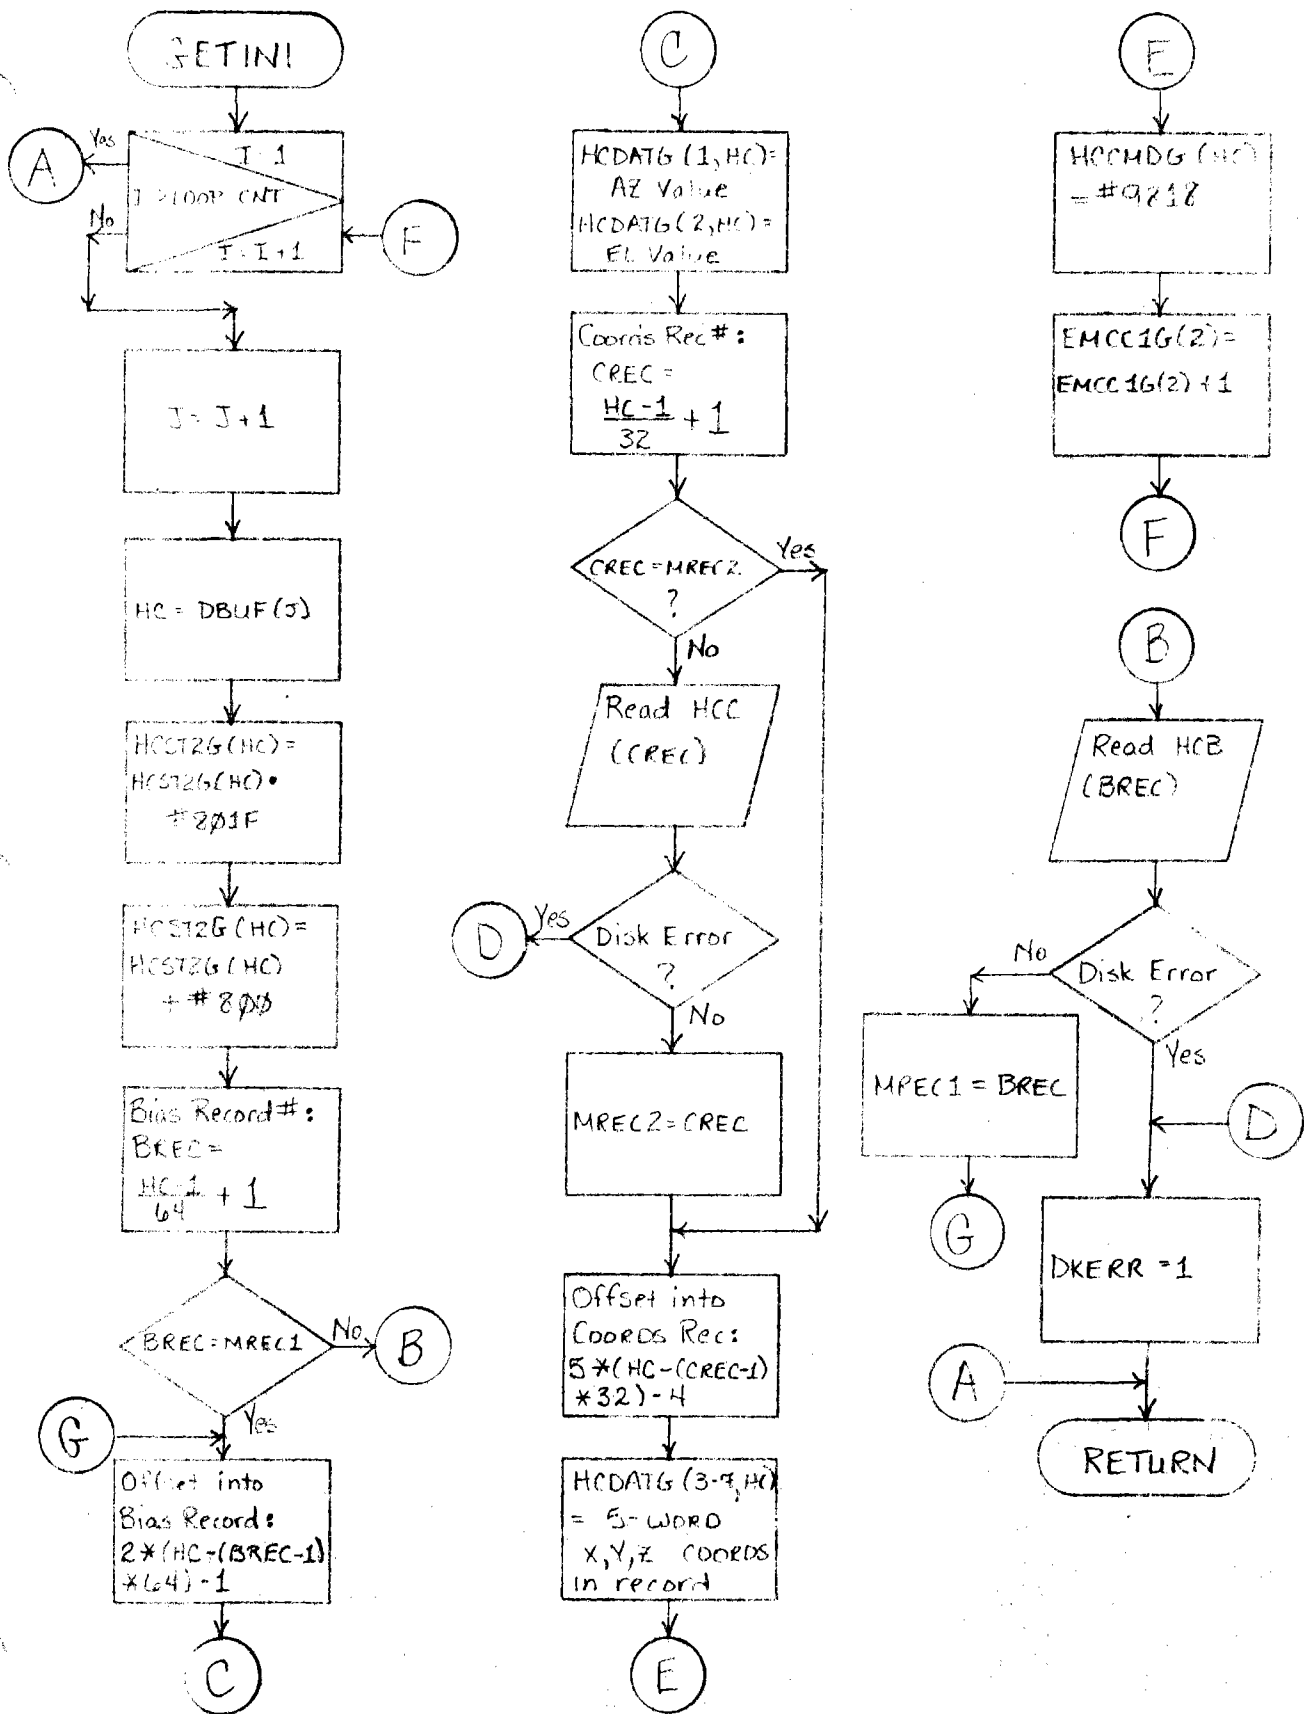 GETINI
I = 1
Yes
A
LOOP CNT
No
I = I + 1
F
J = J + 1
HC = DBUF(J)
HCST2G(HC) =
HCST2G(HC) •
#801F
HCST2G(HC) =
HCST2G(HC)
+ #800
Bias Record #:
BREC =
HC-1
64
+ 1
BREC = MREC1
No
B
Yes
G
Offset into
Bias Record:
2*(HC-(BREC-1)
*64)-1
C
C
HCDATG (1,HC)=
AZ Value
HCDATG(2,HC)=
EL Value
Coords Rec #:
CREC =
HC-1
32
+ 1
CREC = MREC2
?
Yes
No
Read HCC
(CREC)
D
Yes
Disk Error
?
No
MREC2 = CREC
Offset into
COORDS Rec:
5*(HC-(CREC-1)
*32)-4
HCDATG (3-7,HC)
= 5-WORD
X,Y,Z COORDS
in record
E
E
HCCMDG (HC)
= #9818
EMCC1G(2)=
EMCC1G(2)+1
F
B
Read HCB
(BREC)
No
Disk Error
?
Yes
MREC1 = BREC
D
G
DKERR = 1
A
RETURN